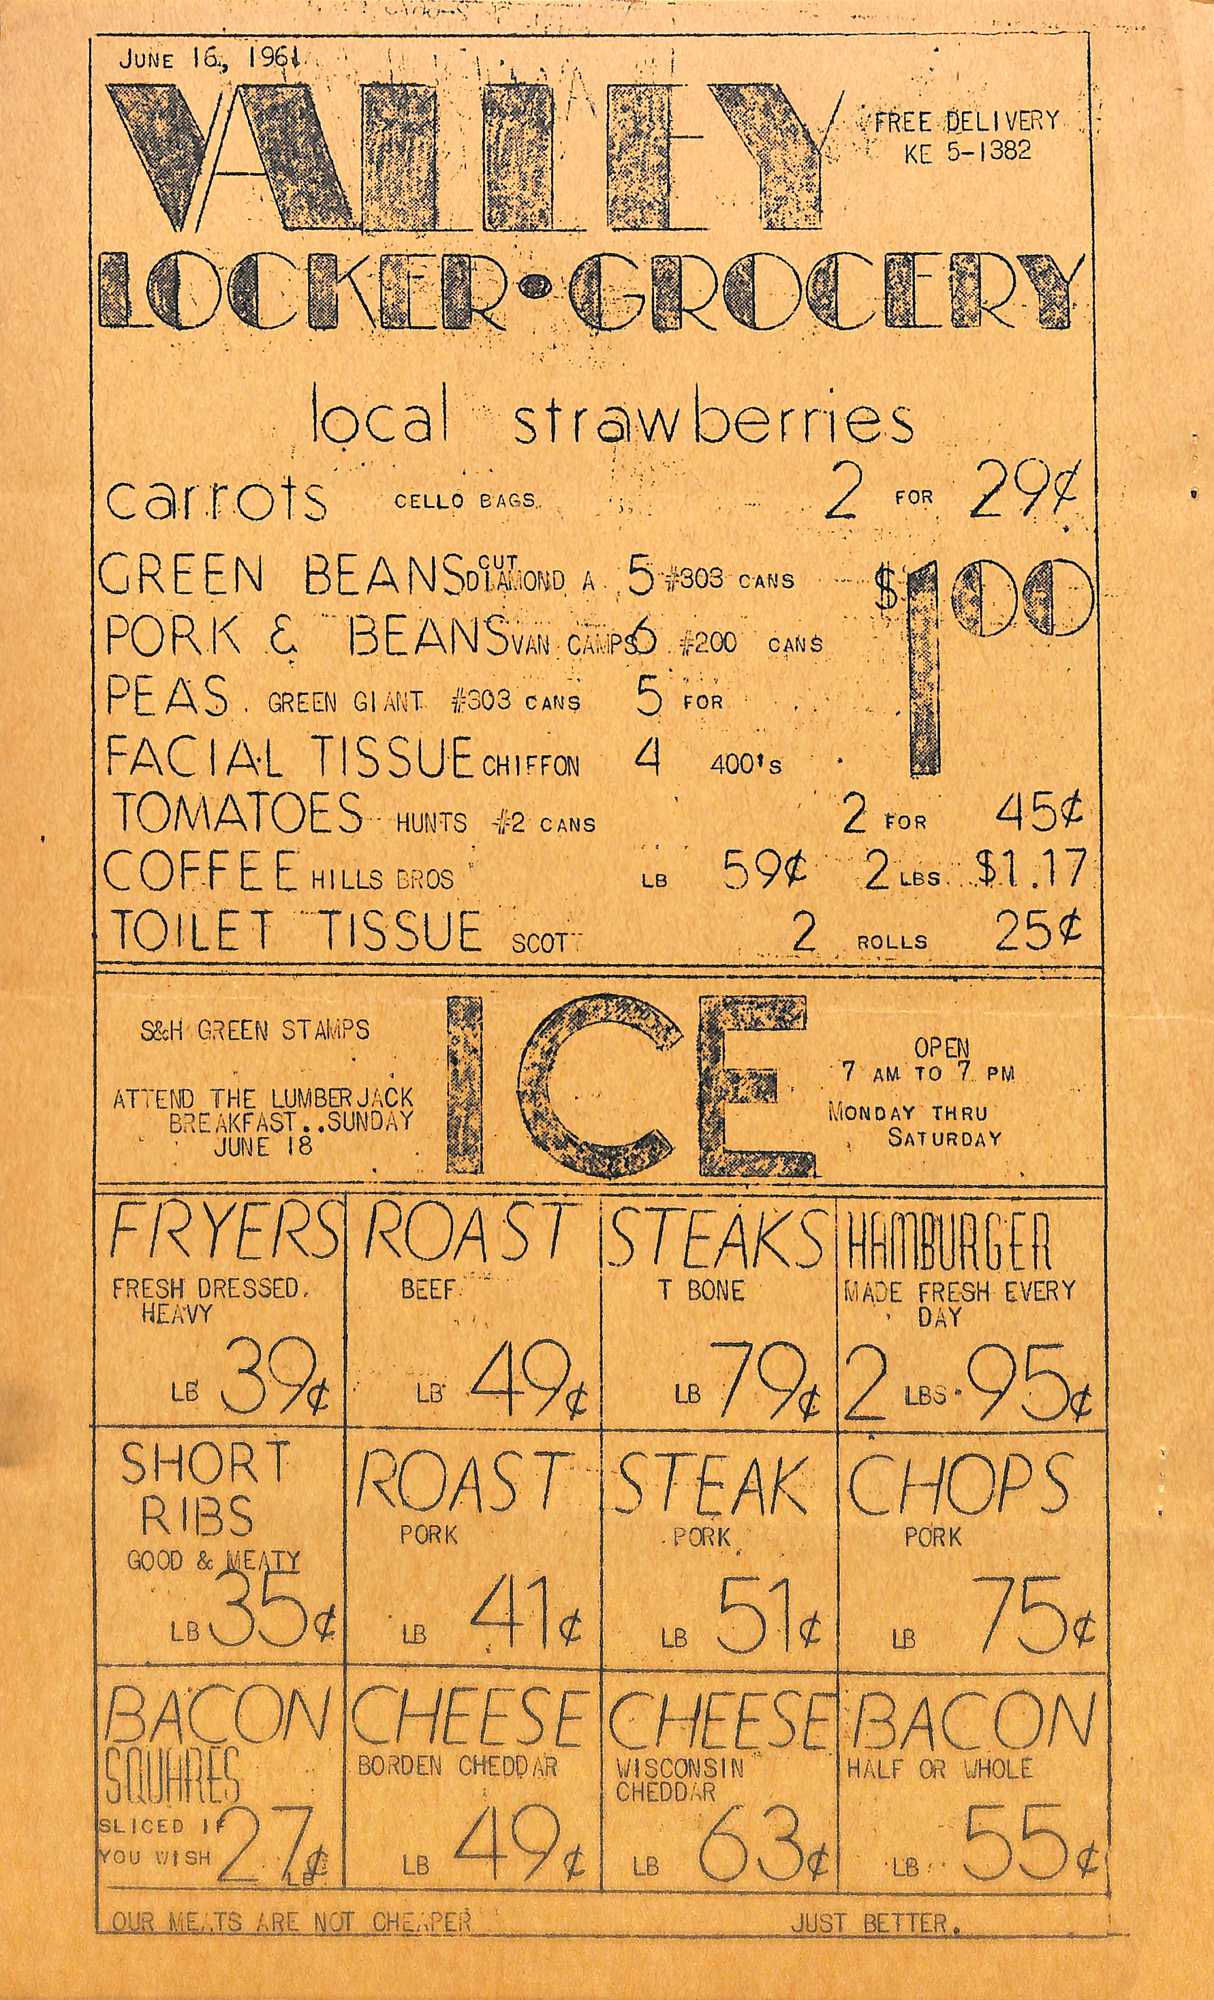 JUNE 16, 1961
VALLEY
FREE DELIVERY
KE 5-1382
LOCKER • GROCERY
local strawberries
carrots CELLO BAGS 2 FOR 29¢
GREEN BEANS CUT DIAMOND A 5 #303 CANS
PORK & BEANS VAN CAMPS 6 #200 CANS
PEAS GREEN GIANT #303 CANS 5 FOR
FACIAL TISSUE CHIFFON 4 400's
$1.00
TOMATOES HUNTS #2 CANS 2 FOR 45¢
COFFEE HILLS BROS LB 59¢ 2 LBS $1.17
TOILET TISSUE SCOTT 2 ROLLS 25¢
S&H GREEN STAMPS
ATTEND THE LUMBERJACK
BREAKFAST..SUNDAY
JUNE 18
ICE
OPEN
7 AM TO 7 PM
MONDAY THRU
SATURDAY
FRYERS
FRESH DRESSED.
HEAVY
LB 39¢
ROAST
BEEF
LB 49¢
STEAKS
T BONE
LB 79¢
HAMBURGER
MADE FRESH EVERY
DAY
2 LBS. 95¢
SHORT
RIBS
GOOD & MEATY
LB 35¢
ROAST
PORK
LB 41¢
STEAK
PORK
LB 51¢
CHOPS
PORK
LB 75¢
BACON
SQUARES
SLICED IF
YOU WISH
27¢
LB
CHEESE
BORDEN CHEDDAR
LB 49¢
CHEESE
WISCONSIN
CHEDDAR
LB 63¢
BACON
HALF OR WHOLE
LB 55¢
OUR MEATS ARE NOT CHEAPER JUST BETTER.